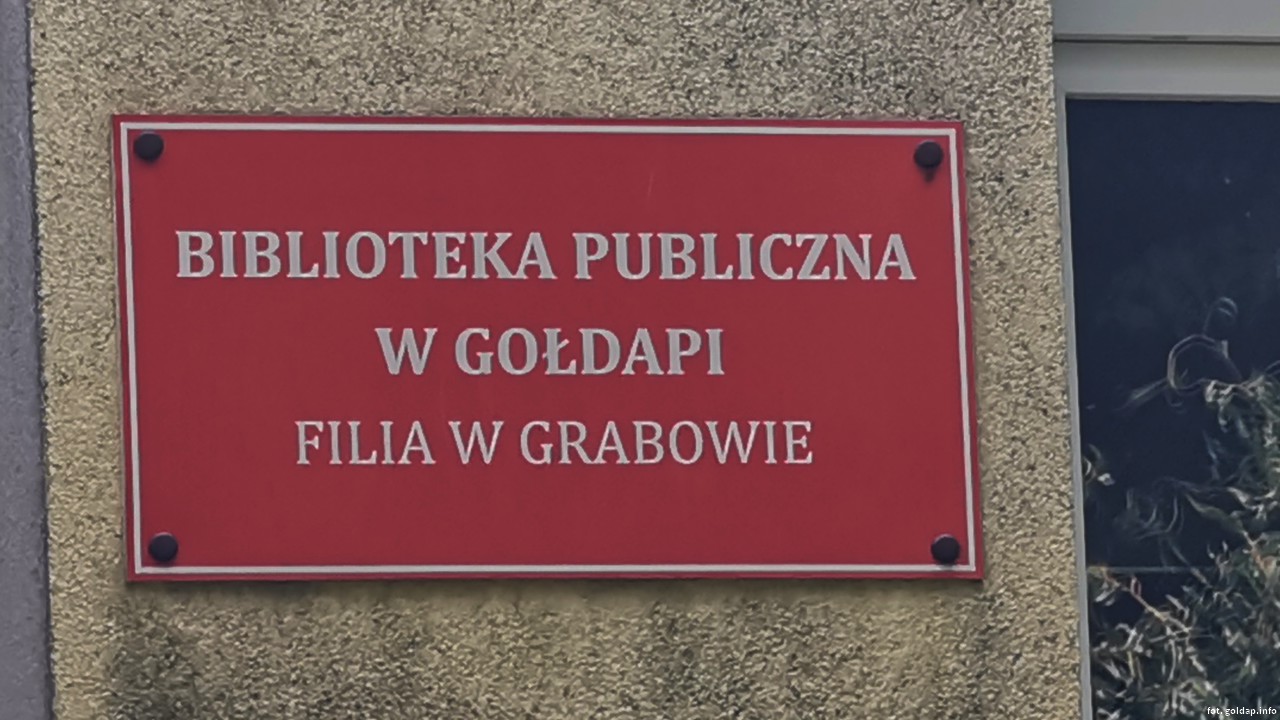 BIBLIOTEKA PUBLICZNA
W GOŁDAPI
FILIA W GRABOWIE
fot. goldap.info